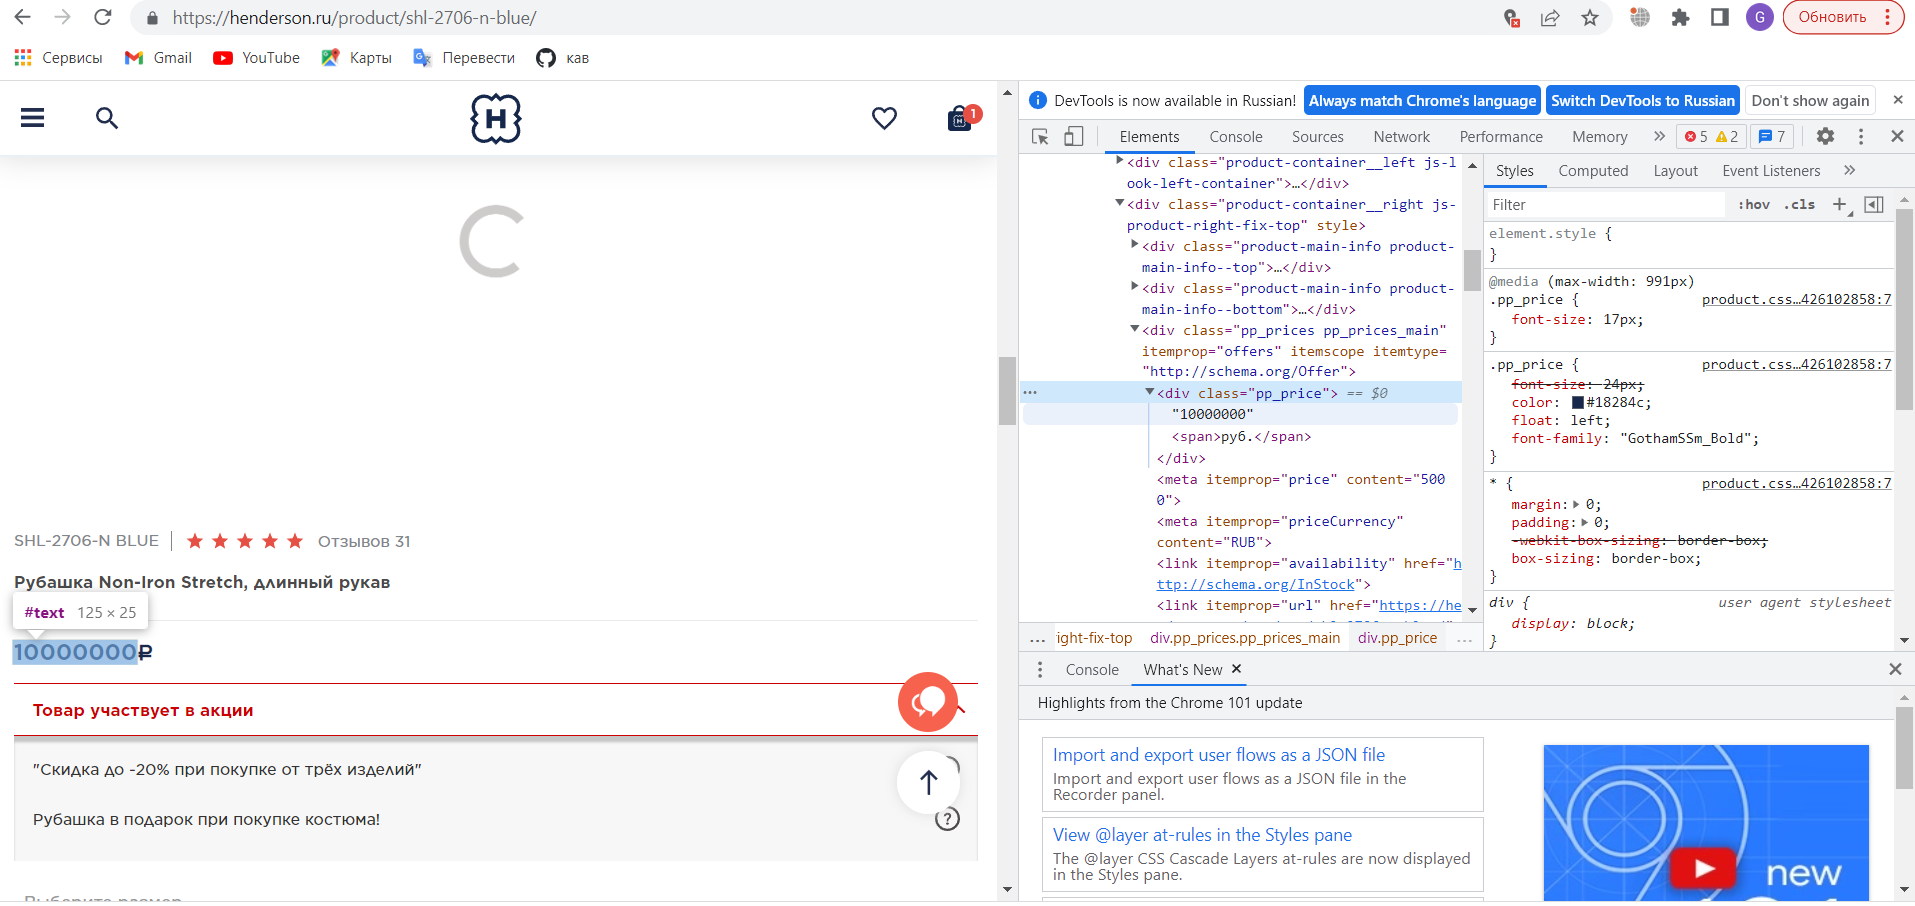 https://henderson.ru/product/shl-2706-n-blue/
G
Обновить
Сервисы
Gmail
YouTube
Карты
Перевести
кав
H
1
SHL-2706-N BLUE
Отзывов 31
Рубашка Non-Iron Stretch, длинный рукав
#text 125 × 25
10000000₽
Товар участвует в акции
"Скидка до -20% при покупке от трёх изделий"
Рубашка в подарок при покупке костюма!
?
Выберите размер
DevTools is now available in Russian!
Always match Chrome's language
Switch DevTools to Russian
Don't show again
Elements
Console
Sources
Network
Performance
Memory
5
2
7
<div class="product-container__left js-l
ook-left-container">…</div>
<div class="product-container__right js-
product-right-fix-top" style>
<div class="product-main-info product-
main-info--top">…</div>
<div class="product-main-info product-
main-info--bottom">…</div>
<div class="pp_prices pp_prices_main"
itemprop="offers" itemscope itemtype=
"http://schema.org/Offer">
<div class="pp_price"> == $0
"10000000"
<span>руб.</span>
</div>
<meta itemprop="price" content="500
0">
<meta itemprop="priceCurrency"
content="RUB">
<link itemprop="availability" href="h
ttp://schema.org/InStock">
<link itemprop="url" href="https://he
... ight-fix-top div.pp_prices.pp_prices_main div.pp_price ...
Styles
Computed
Layout
Event Listeners
Filter
:hov .cls
element.style {
}
@media (max-width: 991px)
.pp_price { product.css…426102858:7
font-size: 17px;
}
.pp_price { product.css…426102858:7
font-size: 24px;
color: #18284c;
float: left;
font-family: "GothamSSm_Bold";
}
* { product.css…426102858:7
margin: 0;
padding: 0;
-webkit-box-sizing: border-box;
box-sizing: border-box;
}
div { user agent stylesheet
display: block;
}
Console
What's New
Highlights from the Chrome 101 update
Import and export user flows as a JSON file
Import and export user flows as a JSON file in the
Recorder panel.
View @layer at-rules in the Styles pane
The @layer CSS Cascade Layers at-rules are now displayed
in the Styles pane.
new